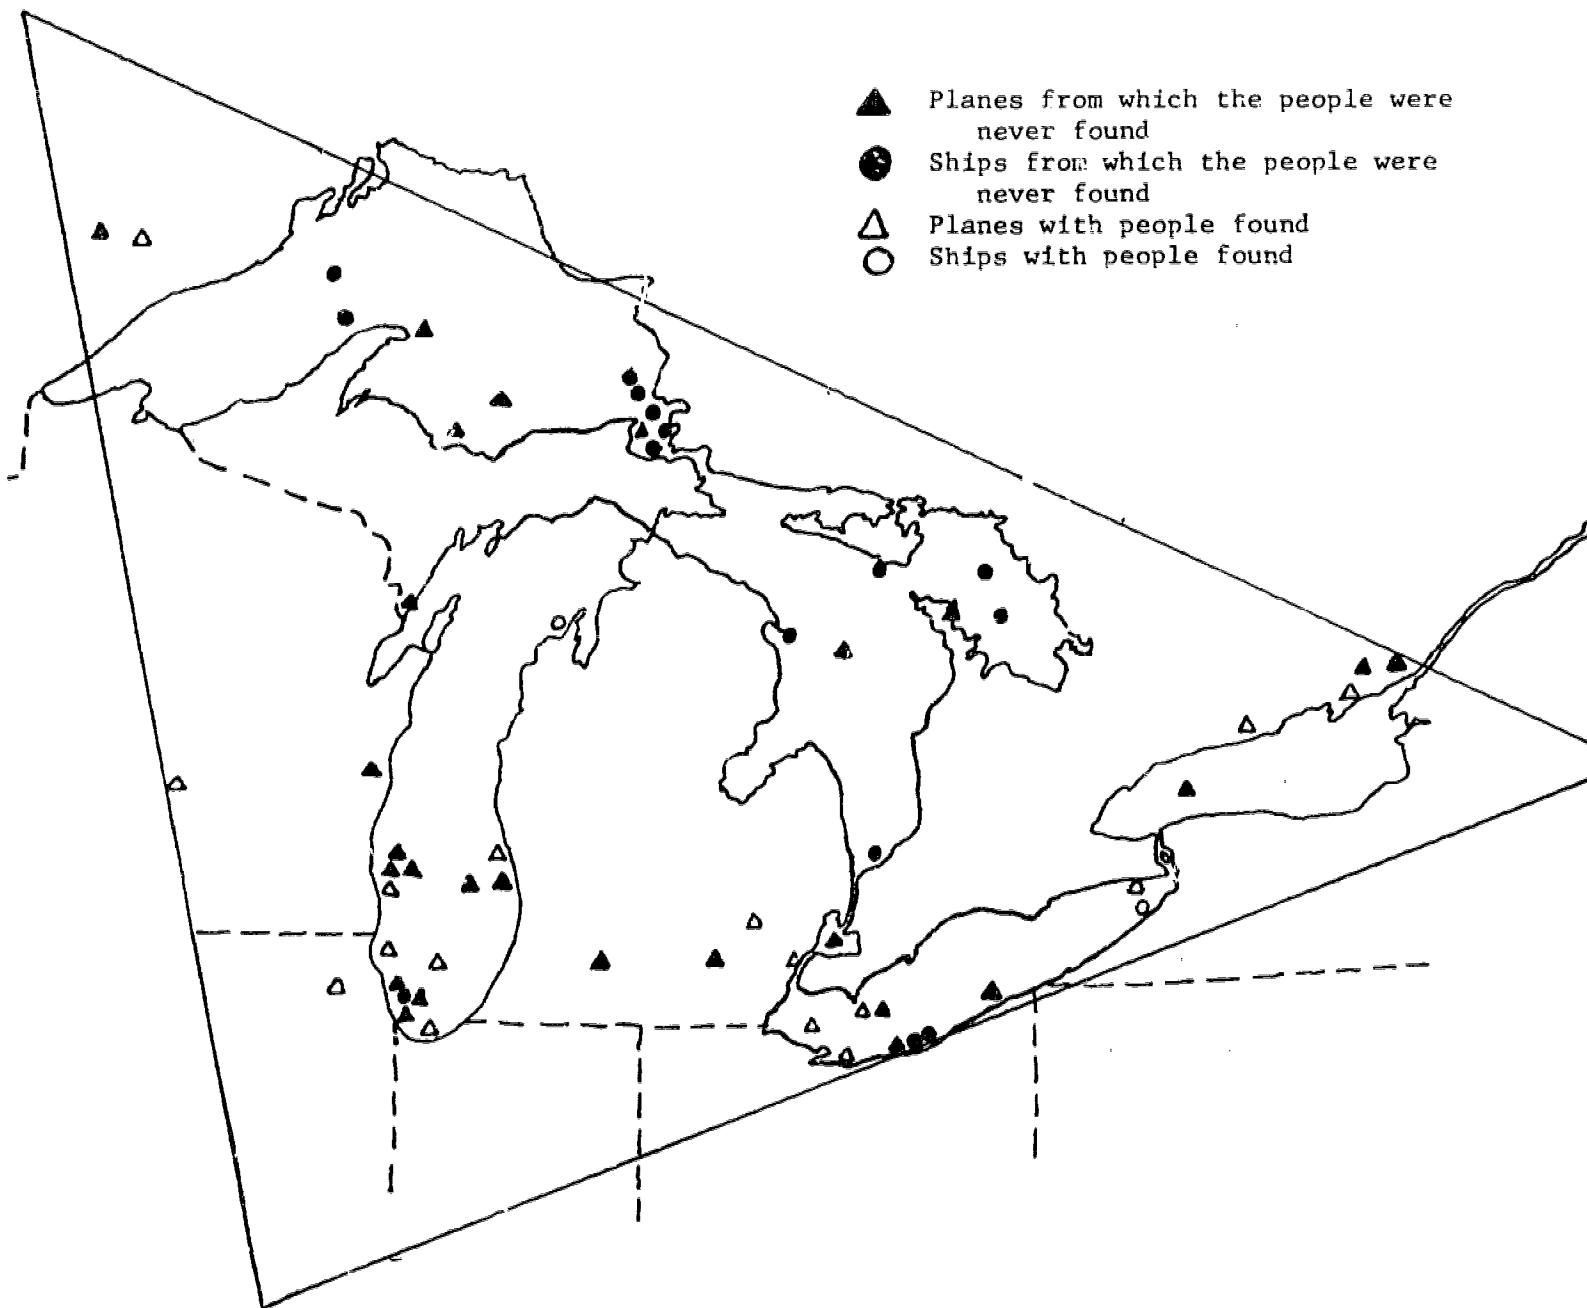 Planes from which the people were
never found
Ships from which the people were
never found
Planes with people found
Ships with people found